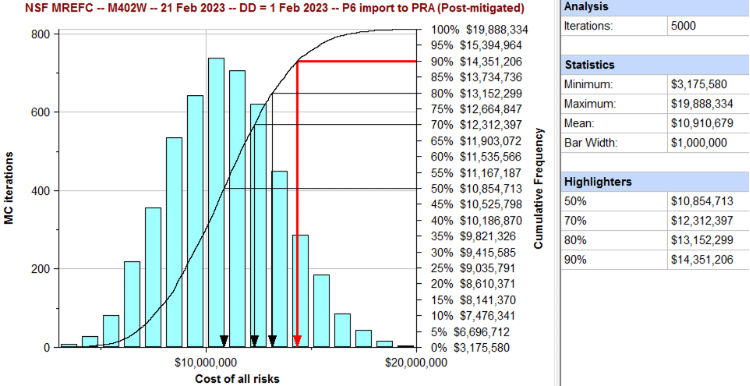 NSF MREFC -- M402W -- 21 Feb 2023 -- DD = 1 Feb 2023 -- P6 import to PRA (Post-mitigated)
800
600
400
200
0
MC iterations
$10,000,000
$20,000,000
Cost of all risks
100% $19,888,334
95% $15,394,964
90% $14,351,206
85% $13,734,736
80% $13,152,299
75% $12,664,847
70% $12,312,397
65% $11,903,072
60% $11,535,566
55% $11,167,187
50% $10,854,713
45% $10,525,798
40% $10,186,870
35% $9,821,326
30% $9,415,585
25% $9,035,791
20% $8,610,371
15% $8,141,370
10% $7,476,341
5% $6,696,712
0% $3,175,580
Cumulative Frequency
Analysis
Iterations: 5000
Statistics
Minimum: $3,175,580
Maximum: $19,888,334
Mean: $10,910,679
Bar Width: $1,000,000
Highlighters
50% $10,854,713
70% $12,312,397
80% $13,152,299
90% $14,351,206